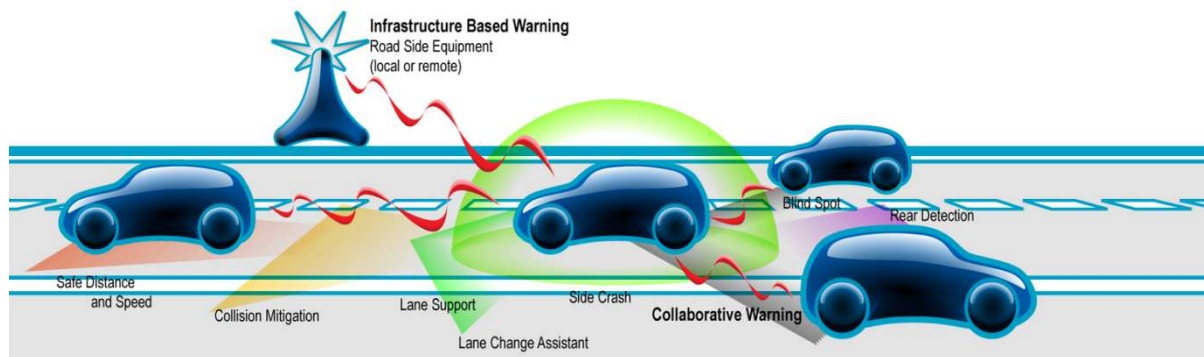 Infrastructure Based Warning
Road Side Equipment
(local or remote)
Blind Spot
Rear Detection
Safe Distance
and Speed
Collision Mitigation
Lane Support
Side Crash
Collaborative Warning
Lane Change Assistant